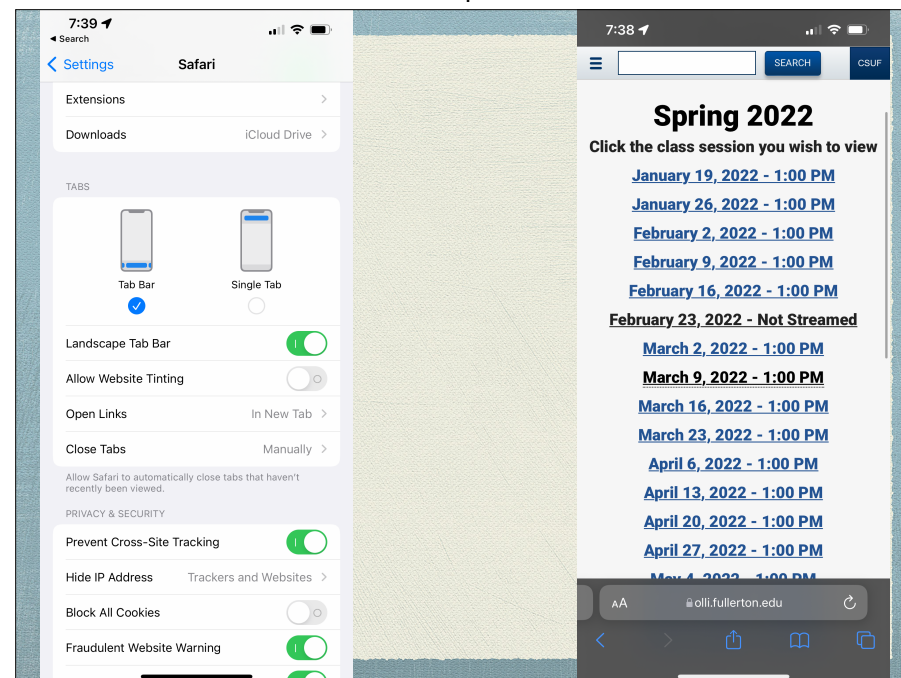 7:39
◀ Search
Settings
Safari
Extensions
Downloads iCloud Drive
TABS
Tab Bar
Single Tab
Landscape Tab Bar
Allow Website Tinting
Open Links In New Tab
Close Tabs Manually
Allow Safari to automatically close tabs that haven't
recently been viewed.
PRIVACY & SECURITY
Prevent Cross-Site Tracking
Hide IP Address Trackers and Websites
Block All Cookies
Fraudulent Website Warning
7:38
SEARCH
CSUF
Spring 2022
Click the class session you wish to view
January 19, 2022 - 1:00 PM
January 26, 2022 - 1:00 PM
February 2, 2022 - 1:00 PM
February 9, 2022 - 1:00 PM
February 16, 2022 - 1:00 PM
February 23, 2022 - Not Streamed
March 2, 2022 - 1:00 PM
March 9, 2022 - 1:00 PM
March 16, 2022 - 1:00 PM
March 23, 2022 - 1:00 PM
April 6, 2022 - 1:00 PM
April 13, 2022 - 1:00 PM
April 20, 2022 - 1:00 PM
April 27, 2022 - 1:00 PM
May 4, 2022 - 1:00 PM
AA olli.fullerton.edu